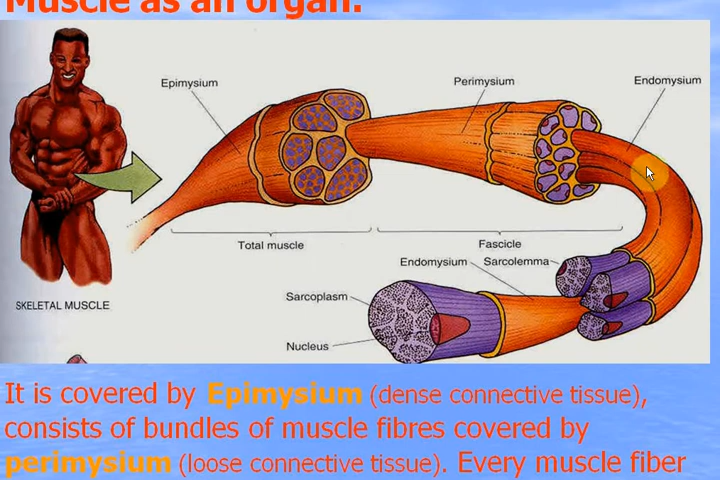 Muscle as an organ.
Epimysium
Perimysium
Endomysium
Total muscle
Fascicle
Endomysium
Sarcolemma
SKELETAL MUSCLE
Sarcoplasm
Nucleus
It is covered by Epimysium (dense connective tissue),
consists of bundles of muscle fibres covered by
perimysium (loose connective tissue). Every muscle fiber